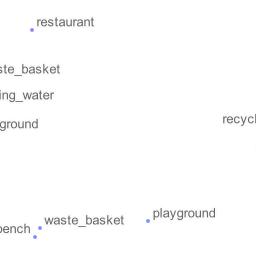 restaurant
ste_basket
ing_water
ground
recycl
playground
waste_basket
bench